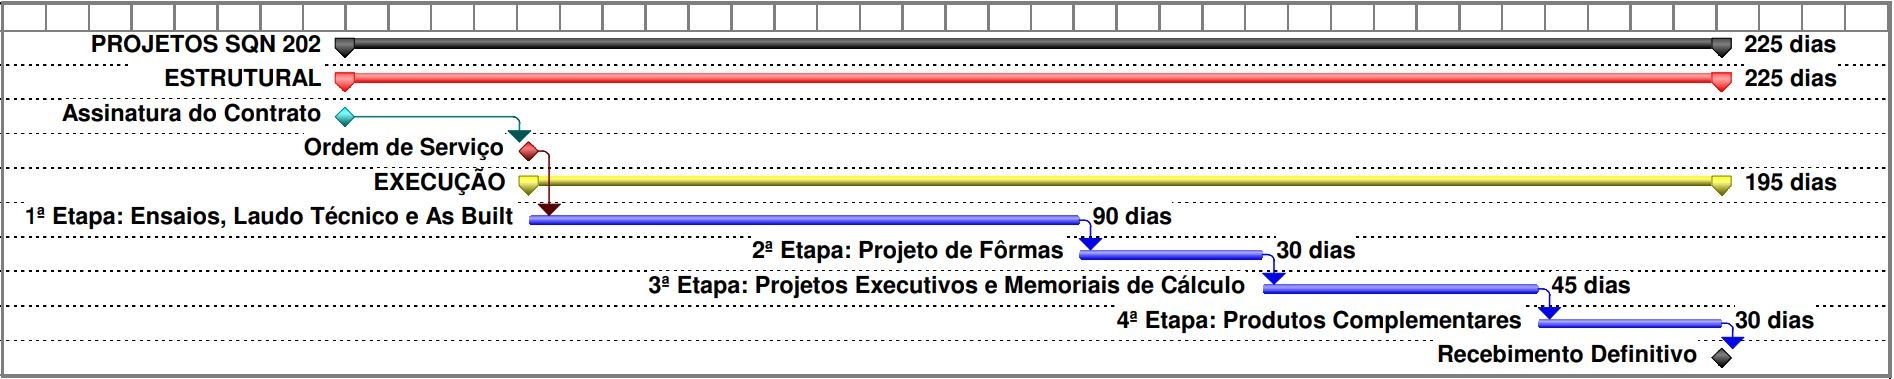 PROJETOS SQN 202 225 dias
ESTRUTURAL 225 dias
Assinatura do Contrato
Ordem de Serviço
EXECUÇÃO 195 dias
1ª Etapa: Ensaios, Laudo Técnico e As Built 90 dias
2ª Etapa: Projeto de Fôrmas 30 dias
3ª Etapa: Projetos Executivos e Memoriais de Cálculo 45 dias
4ª Etapa: Produtos Complementares 30 dias
Recebimento Definitivo